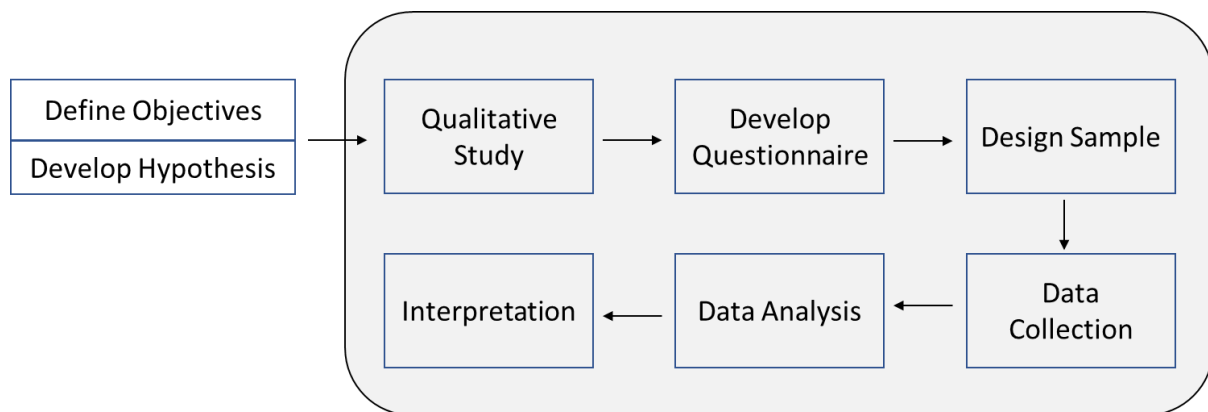 Define Objectives
Develop Hypothesis
Qualitative
Study
Develop
Questionnaire
Design Sample
Data
Collection
Data Analysis
Interpretation